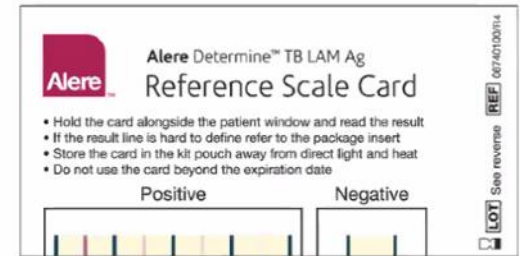 Alere
Alere Determine™ TB LAM Ag
Reference Scale Card
• Hold the card alongside the patient window and read the result
• If the result line is hard to define refer to the package insert
• Store the card in the kit pouch away from direct light and heat
• Do not use the card beyond the expiration date
Positive
Negative
LOT See reverse REF 08740100/R4